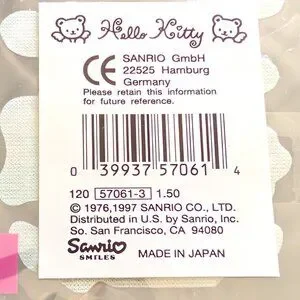 Hello Kitty
CE SANRIO GmbH
22525 Hamburg
Germany
Please retain this information
for future reference.
0 39937 57061 4
120 57061-3 1.50
© 1976,1997 SANRIO CO., LTD.
Distributed in U.S. by Sanrio, Inc.
So. San Francisco, CA 94080
Sanrio
SMILES
MADE IN JAPAN